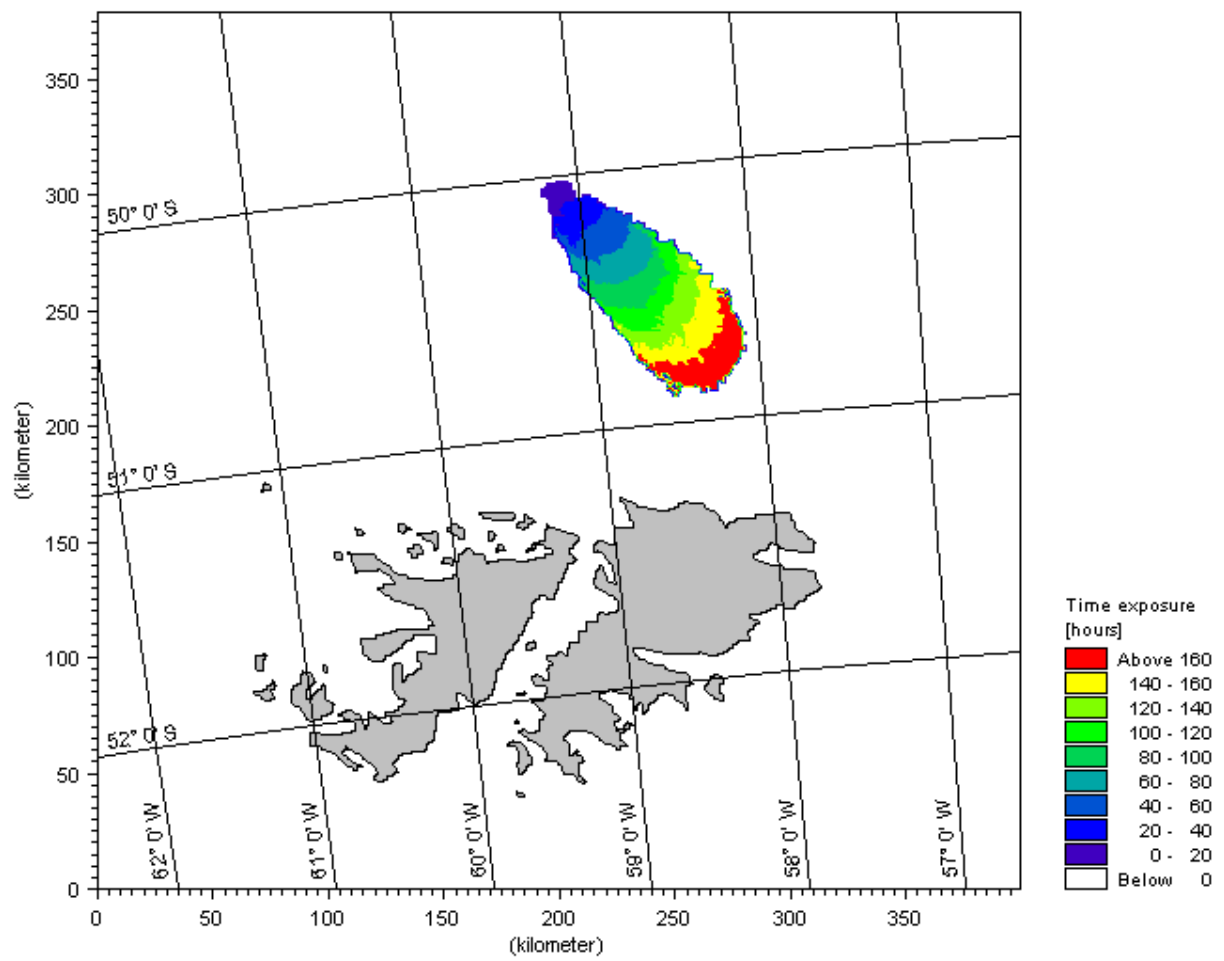 350
300
250
200
150
100
50
0
(kilometer)
50° 0' S
51° 0' S
52° 0' S
62° 0' W
61° 0' W
60° 0' W
59° 0' W
58° 0' W
57° 0' W
0 50 100 150 200 250 300 350
(kilometer)
Time exposure
[hours]
Above 160
140 - 160
120 - 140
100 - 120
80 - 100
60 - 80
40 - 60
20 - 40
0 - 20
Below 0